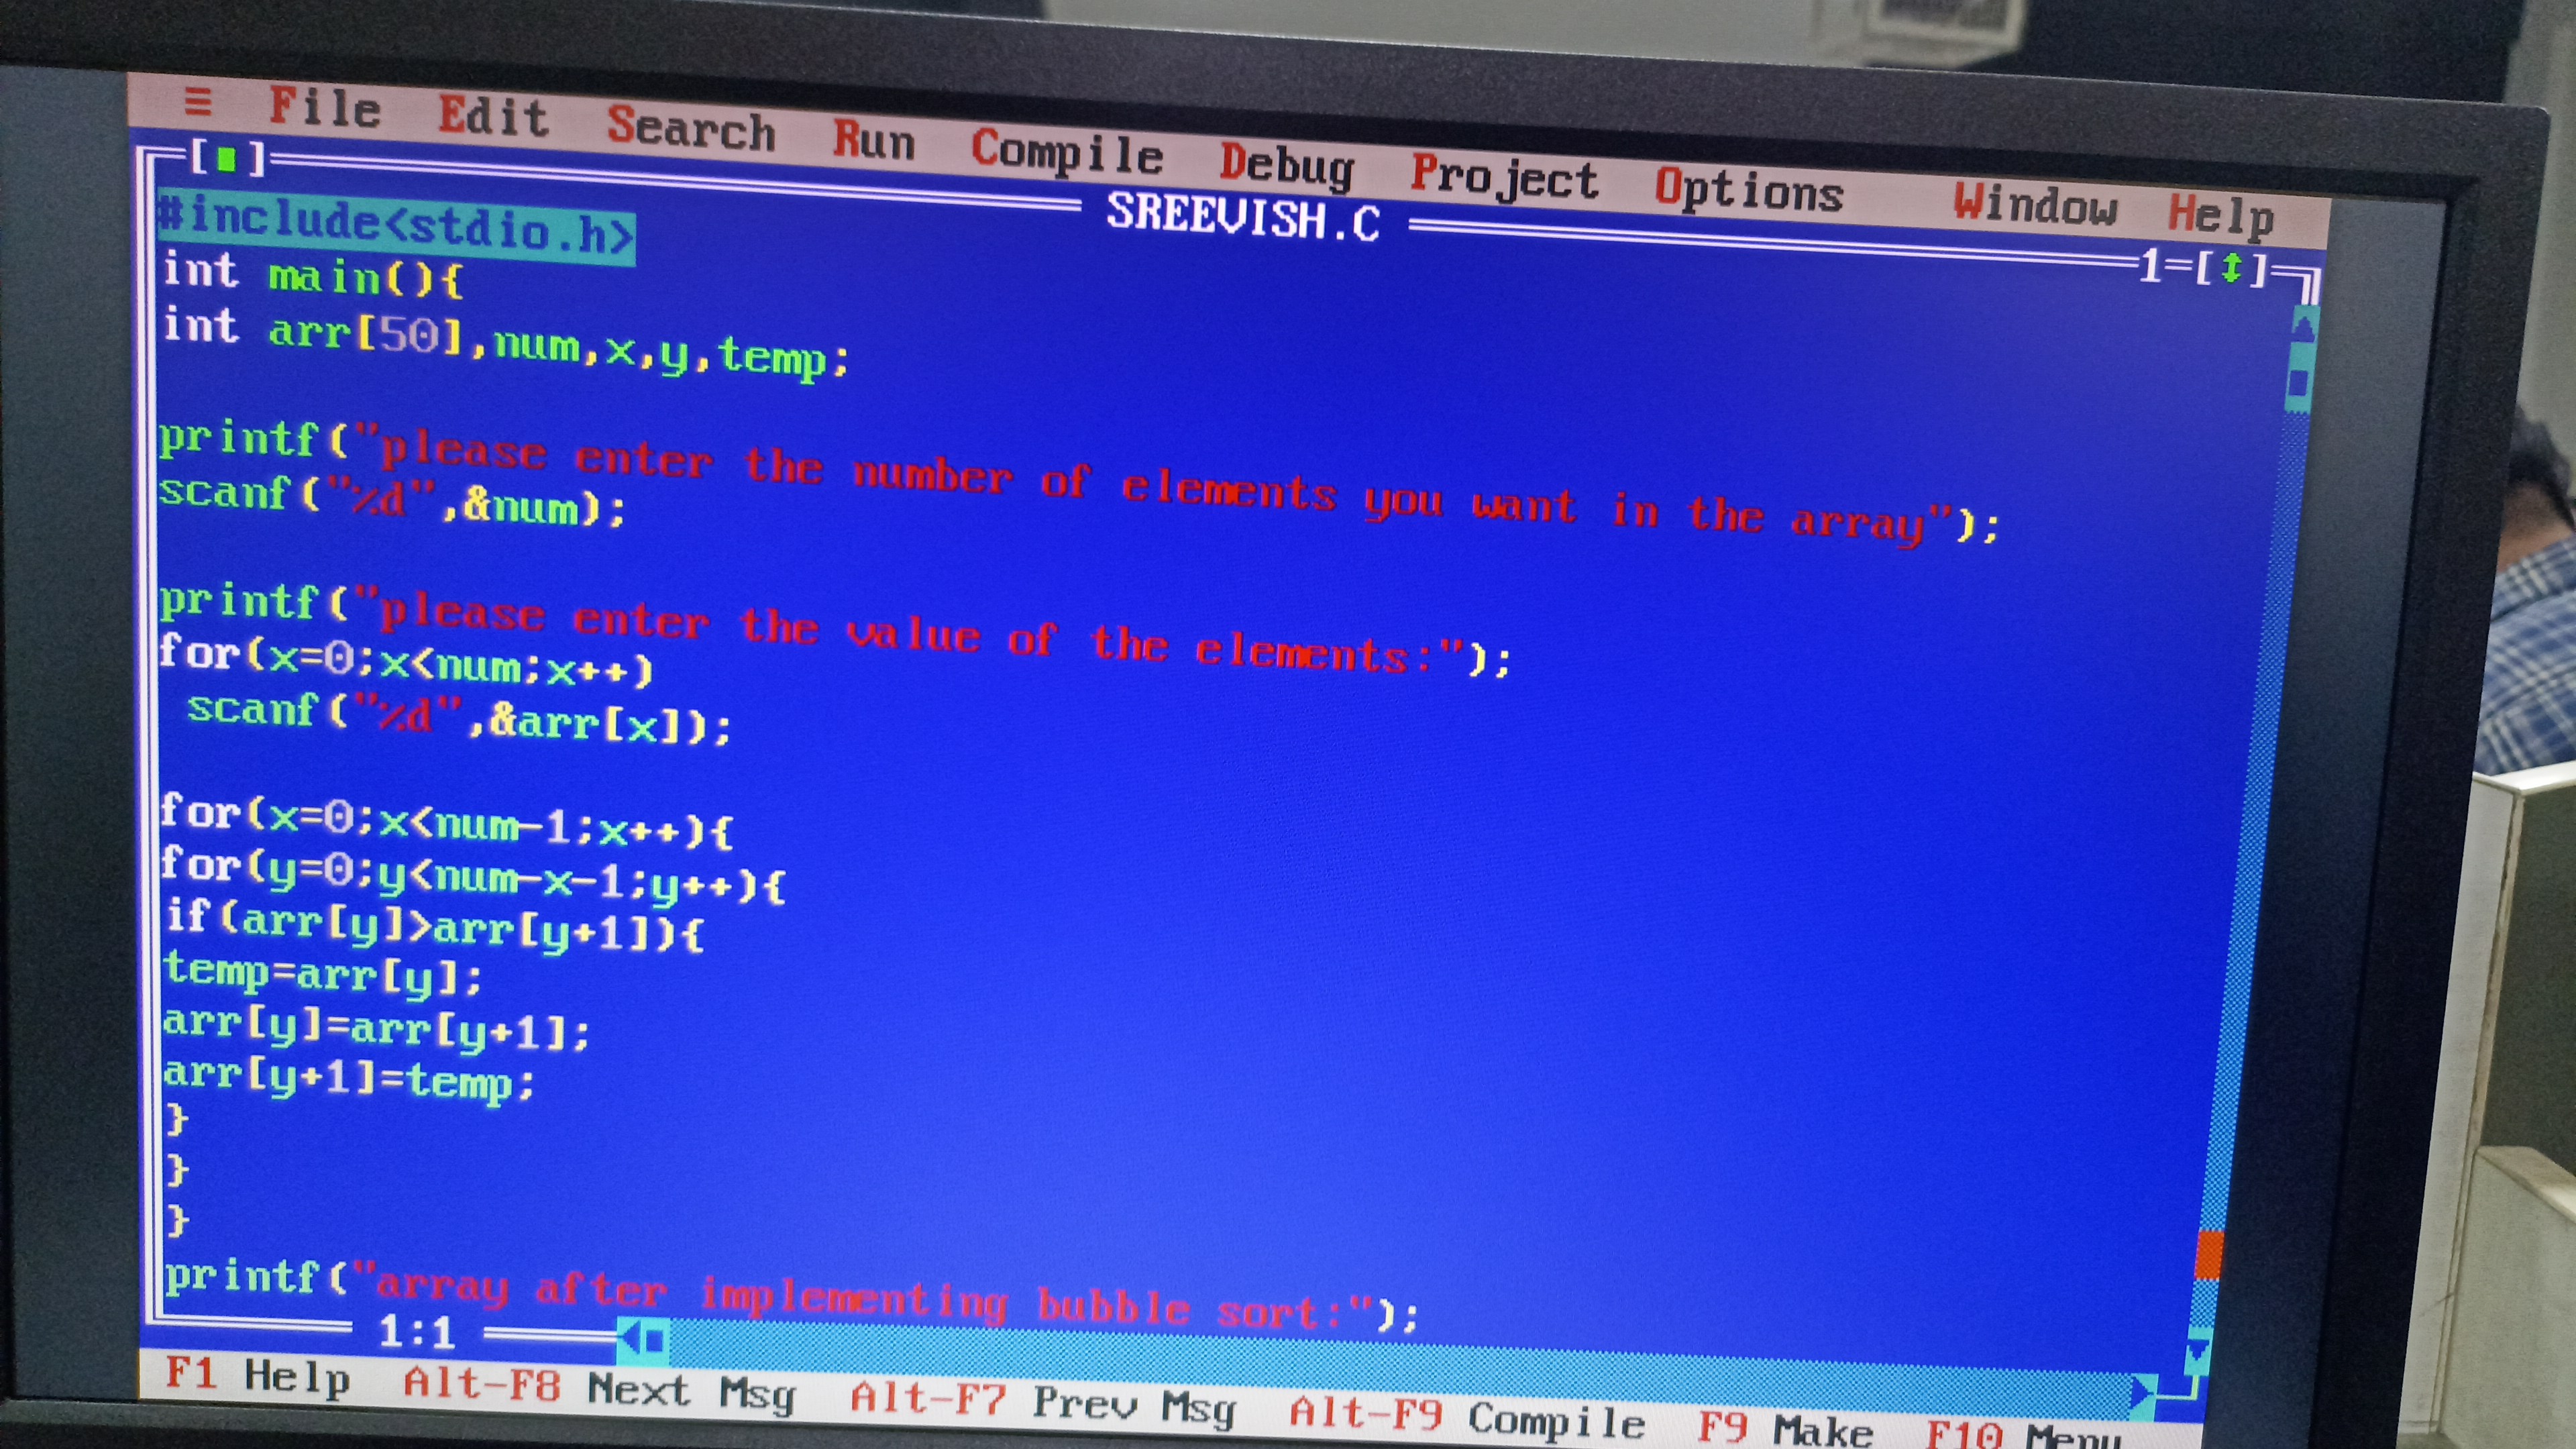 ≡ File Edit Search Run Compile Debug Project Options Window Help
[■] SREEVISH.C 1=[↕]
#include<stdio.h>
int main(){
int arr[50],num,x,y,temp;
printf("please enter the number of elements you want in the array");
scanf("%d",&num);
printf("please enter the value of the elements:");
for(x=0;x<num;x++)
scanf("%d",&arr[x]);
for(x=0;x<num-1;x++){
for(y=0;y<num-x-1;y++){
if(arr[y]>arr[y+1]){
temp=arr[y];
arr[y]=arr[y+1];
arr[y+1]=temp;
}
}
}
printf("array after implementing bubble sort:");
1:1
F1 Help Alt-F8 Next Msg Alt-F7 Prev Msg Alt-F9 Compile F9 Make F10 Menu